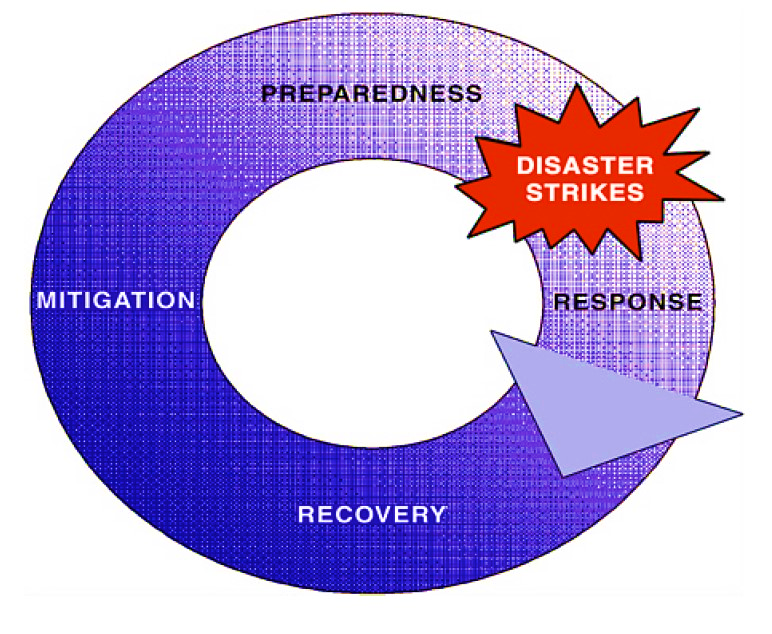 PREPAREDNESS
DISASTER
STRIKES
MITIGATION
RESPONSE
RECOVERY